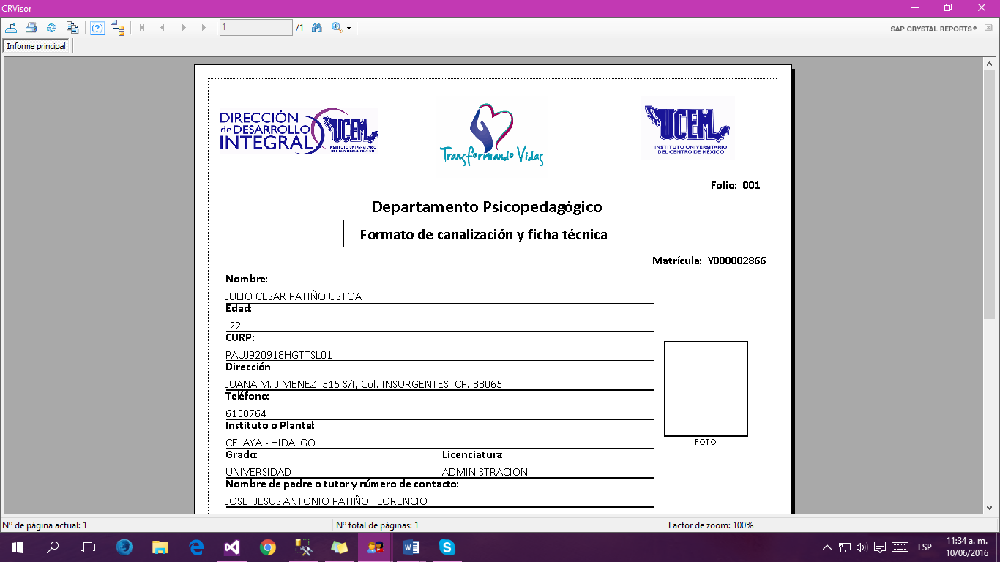 CRVisor
1 /1
SAP CRYSTAL REPORTS®
Informe principal
DIRECCIÓN
de DESARROLLO
INTEGRAL
UCEM
INSTITUTO UNIVERSITARIO
DEL CENTRO DE MÉXICO
Transformando Vidas
UCEM
INSTITUTO UNIVERSITARIO
DEL CENTRO DE MÉXICO
Folio: 001
Departamento Psicopedagógico
Formato de canalización y ficha técnica
Matrícula: Y000002866
Nombre:
JULIO CESAR PATIÑO USTOA
Edad:
22
CURP:
PAUJ920918HGTTSL01
Dirección
JUANA M. JIMENEZ 515 S/I, Col. INSURGENTES CP. 38065
Teléfono:
6130764
Instituto o Plantel:
CELAYA - HIDALGO
FOTO
Grado: Licenciatura:
UNIVERSIDAD ADMINISTRACION
Nombre de padre o tutor y número de contacto:
JOSE JESUS ANTONIO PATIÑO FLORENCIO
Nº de página actual: 1 Nº total de páginas: 1 Factor de zoom: 100%
ESP
11:34 a. m.
10/06/2016